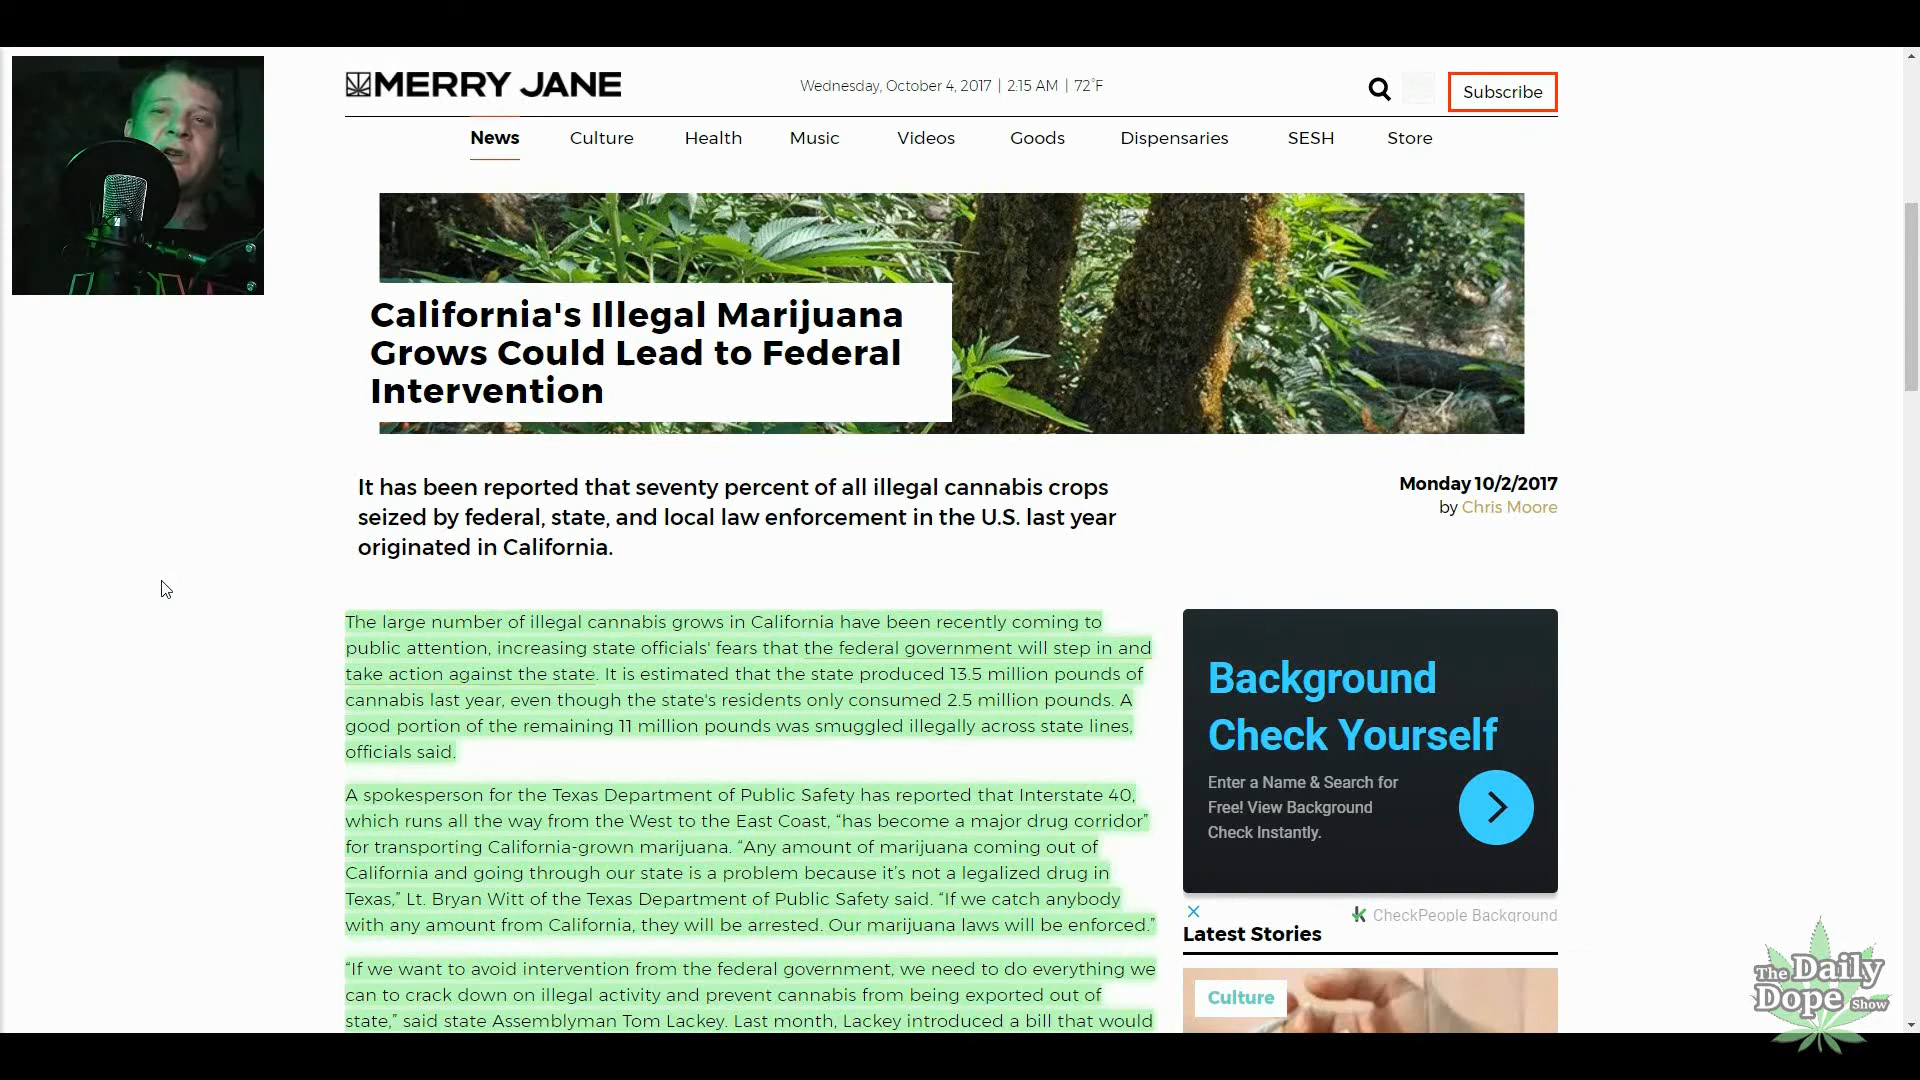 MERRY JANE
Wednesday, October 4, 2017 | 2:15 AM | 72°F
Subscribe
News Culture Health Music Videos Goods Dispensaries SESH Store
California's Illegal Marijuana
Grows Could Lead to Federal
Intervention
It has been reported that seventy percent of all illegal cannabis crops
seized by federal, state, and local law enforcement in the U.S. last year
originated in California.
Monday 10/2/2017
by Chris Moore
The large number of illegal cannabis grows in California have been recently coming to
public attention, increasing state officials' fears that the federal government will step in and
take action against the state. It is estimated that the state produced 13.5 million pounds of
cannabis last year, even though the state's residents only consumed 2.5 million pounds. A
good portion of the remaining 11 million pounds was smuggled illegally across state lines,
officials said.
A spokesperson for the Texas Department of Public Safety has reported that Interstate 40,
which runs all the way from the West to the East Coast, “has become a major drug corridor”
for transporting California-grown marijuana. “Any amount of marijuana coming out of
California and going through our state is a problem because it’s not a legalized drug in
Texas,” Lt. Bryan Witt of the Texas Department of Public Safety said. “If we catch anybody
with any amount from California, they will be arrested. Our marijuana laws will be enforced.”
“If we want to avoid intervention from the federal government, we need to do everything we
can to crack down on illegal activity and prevent cannabis from being exported out of
state,” said state Assemblyman Tom Lackey. Last month, Lackey introduced a bill that would
Background
Check Yourself
Enter a Name & Search for
Free! View Background
Check Instantly.
CheckPeople Background
Latest Stories
Culture
The Daily
Dope Show